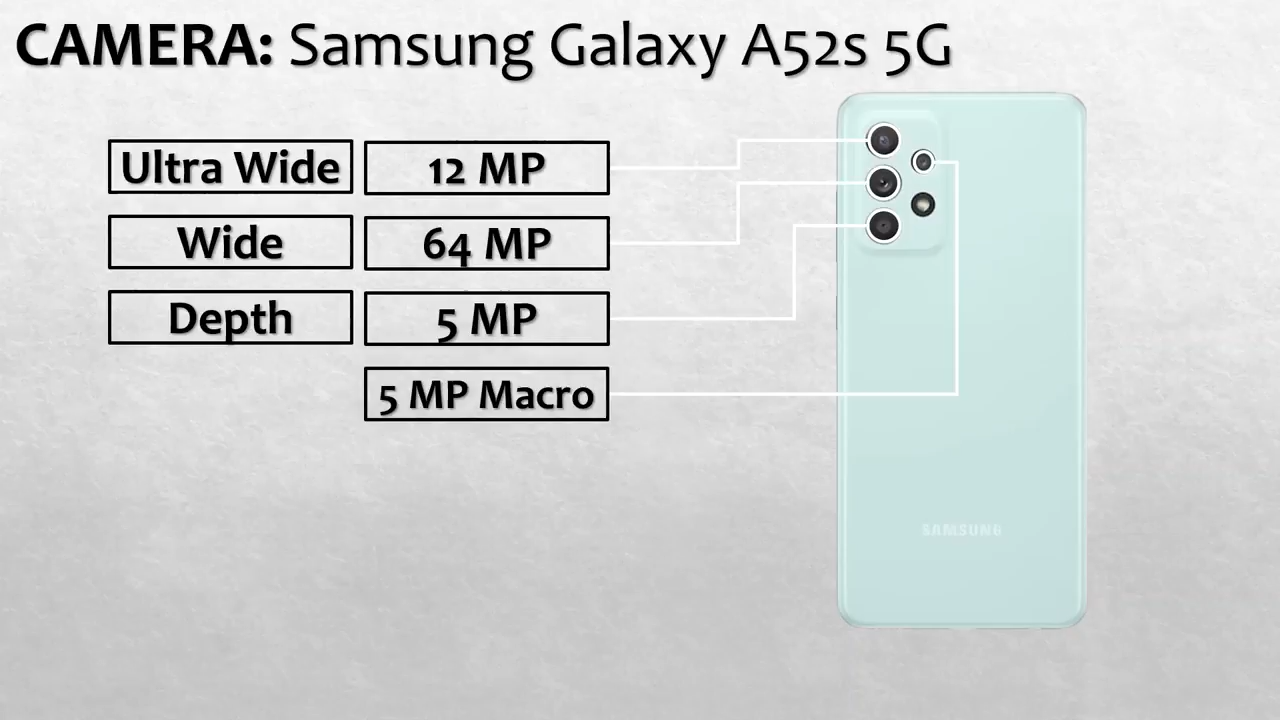 CAMERA: Samsung Galaxy A52s 5G
Ultra Wide 12 MP
Wide 64 MP
Depth 5 MP
5 MP Macro
SAMSUNG